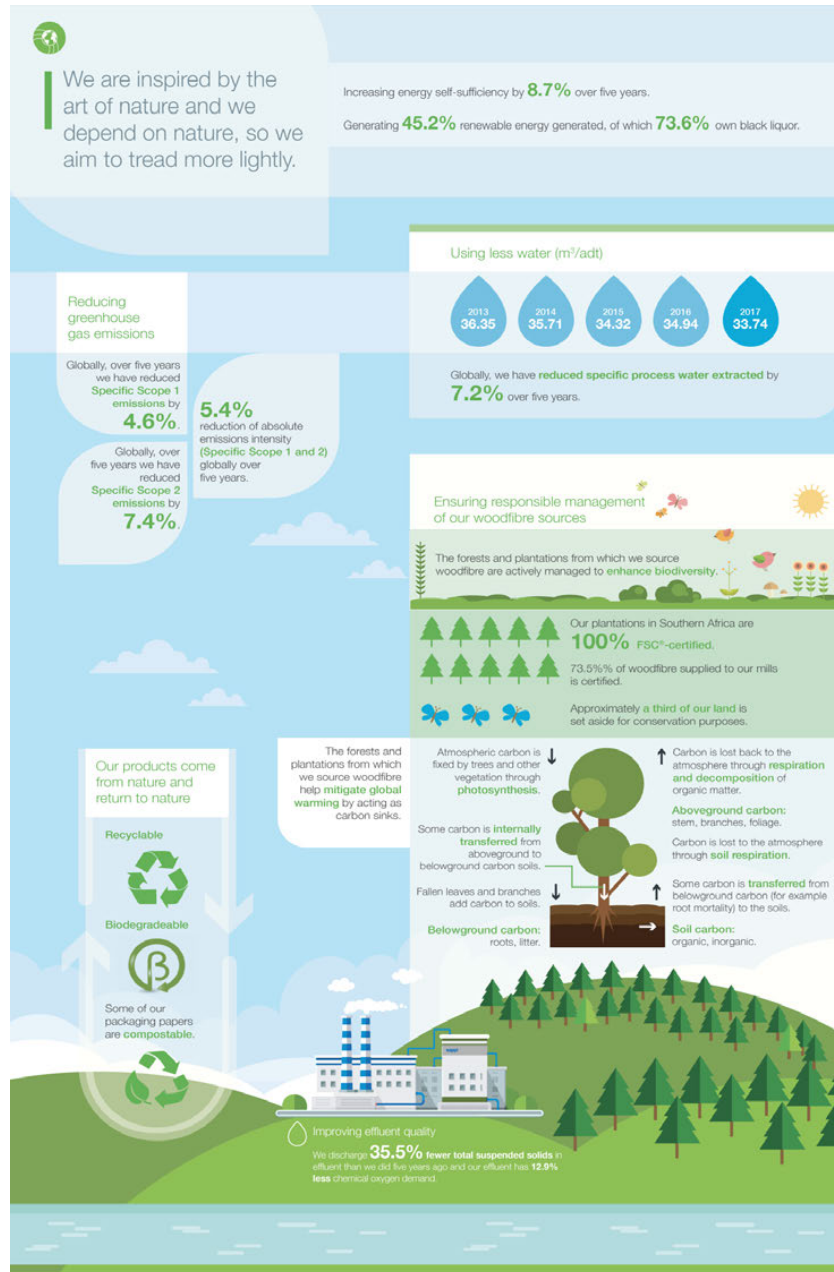 We are inspired by the
art of nature and we
depend on nature, so we
aim to tread more lightly.
Increasing energy self-sufficiency by 8.7% over five years.
Generating 45.2% renewable energy generated, of which 73.6% own black liquor.
Using less water (m³/adt)
2013
36.35
2014
35.71
2015
34.32
2016
34.94
2017
33.74
Globally, we have reduced specific process water extracted by
7.2% over five years.
Reducing
greenhouse
gas emissions
Globally, over five years
we have reduced
Specific Scope 1
emissions by
4.6%.
5.4%
reduction of absolute
emissions intensity
(Specific Scope 1 and 2)
globally over
five years.
Globally, over
five years we have
reduced
Specific Scope 2
emissions by
7.4%.
Ensuring responsible management
of our woodfibre sources
The forests and plantations from which we source
woodfibre are actively managed to enhance biodiversity.
Our plantations in Southern Africa are
100% FSC®-certified.
73.5%% of woodfibre supplied to our mills
is certified.
Approximately a third of our land is
set aside for conservation purposes.
The forests and
plantations from which
we source woodfibre
help mitigate global
warming by acting as
carbon sinks.
Atmospheric carbon is
fixed by trees and other
vegetation through
photosynthesis.
Some carbon is internally
transferred from
aboveground to
belowground carbon soils.
Fallen leaves and branches
add carbon to soils.
Belowground carbon:
roots, litter.
Carbon is lost back to the
atmosphere through respiration
and decomposition of
organic matter.
Aboveground carbon:
stem, branches, foliage.
Carbon is lost to the atmosphere
through soil respiration.
Some carbon is transferred from
belowground carbon (for example
root mortality) to the soils.
Soil carbon:
organic, inorganic.
Our products come
from nature and
return to nature
Recyclable
Biodegradeable
β
Some of our
packaging papers
are compostable.
Improving effluent quality
We discharge 35.5% fewer total suspended solids in
effluent than we did five years ago and our effluent has 12.9%
less chemical oxygen demand.